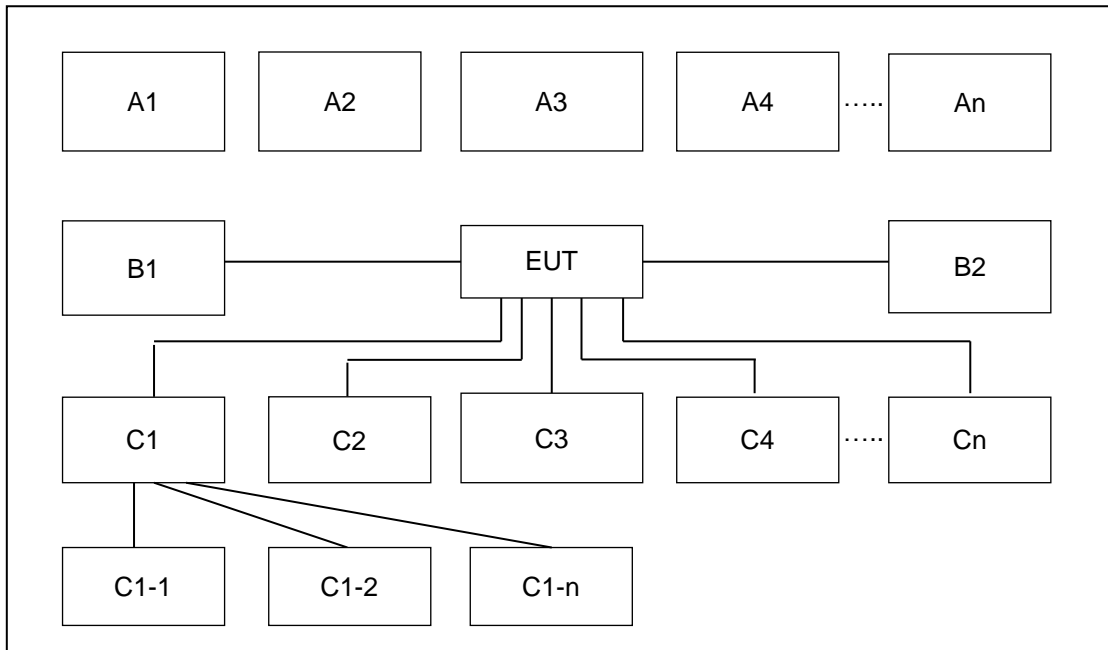 A1 A2 A3 A4 ..... An
B1 EUT B2
C1 C2 C3 C4 ..... Cn
C1-1 C1-2 C1-n